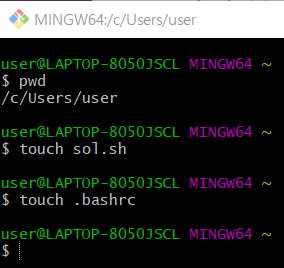 MINGW64:/c/Users/user
user@LAPTOP-8050JSCL MINGW64 ~
$ pwd
/c/Users/user
user@LAPTOP-8050JSCL MINGW64 ~
$ touch sol.sh
user@LAPTOP-8050JSCL MINGW64 ~
$ touch .bashrc
user@LAPTOP-8050JSCL MINGW64 ~
$